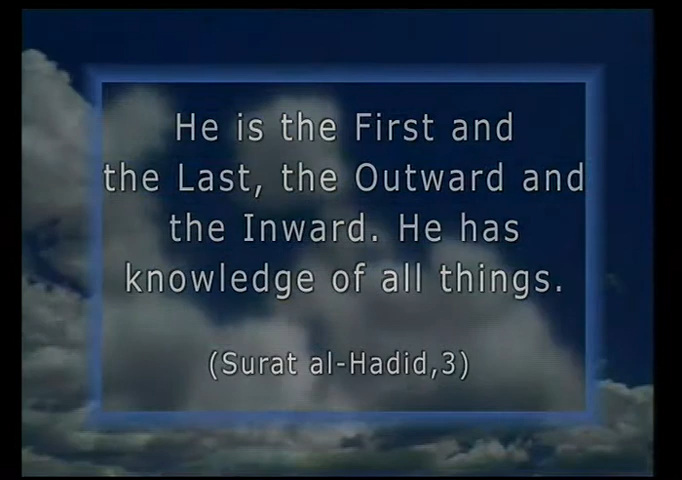 He is the First and
the Last, the Outward and
the Inward. He has
knowledge of all things.
(Surat al-Hadid,3)